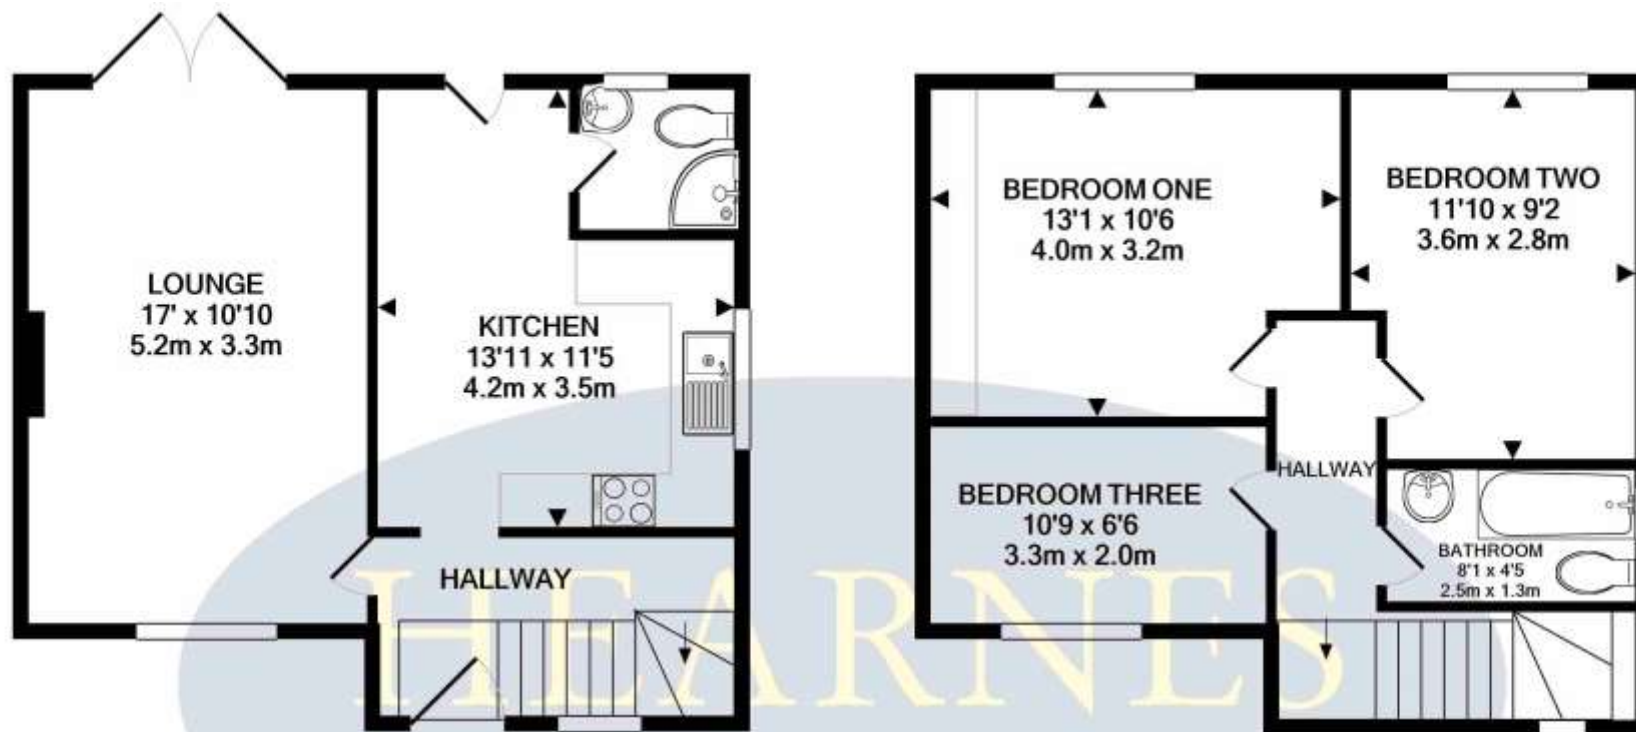 LOUNGE
17' x 10'10
5.2m x 3.3m
KITCHEN
13'11 x 11'5
4.2m x 3.5m
HALLWAY
BEDROOM ONE
13'1 x 10'6
4.0m x 3.2m
BEDROOM TWO
11'10 x 9'2
3.6m x 2.8m
HALLWAY
BEDROOM THREE
10'9 x 6'6
3.3m x 2.0m
BATHROOM
8'1 x 4'5
2.5m x 1.3m
HEARNES